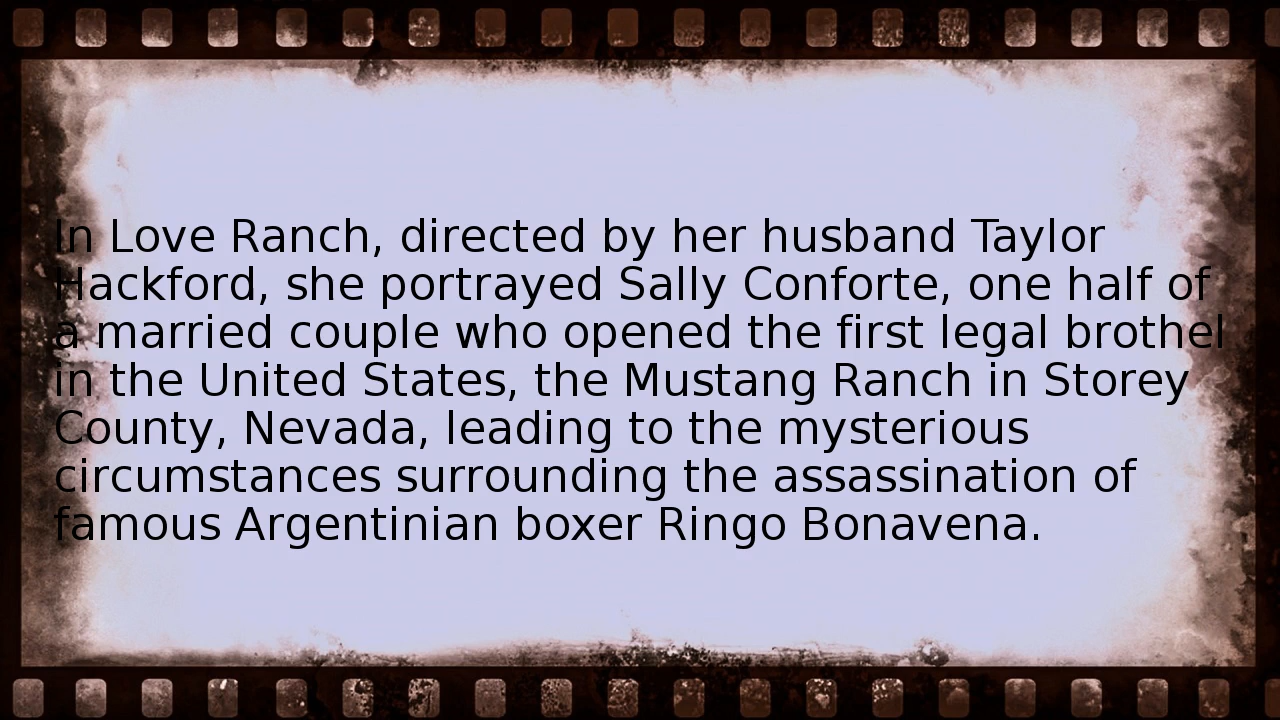 In Love Ranch, directed by her husband Taylor
Hackford, she portrayed Sally Conforte, one half of
a married couple who opened the first legal brothel
in the United States, the Mustang Ranch in Storey
County, Nevada, leading to the mysterious
circumstances surrounding the assassination of
famous Argentinian boxer Ringo Bonavena.